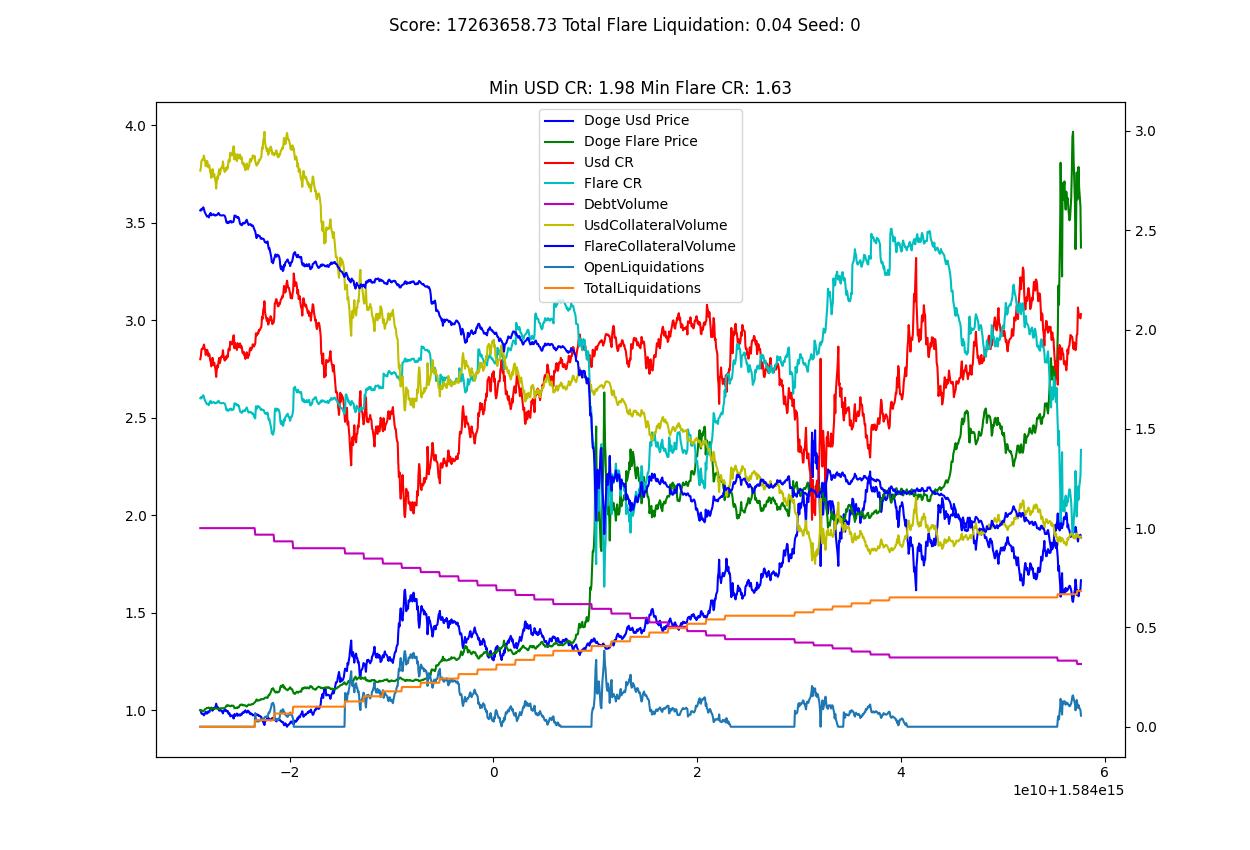 Score: 17263658.73 Total Flare Liquidation: 0.04 Seed: 0
Min USD CR: 1.98 Min Flare CR: 1.63
Doge Usd Price
Doge Flare Price
Usd CR
Flare CR
DebtVolume
UsdCollateralVolume
FlareCollateralVolume
OpenLiquidations
TotalLiquidations
4.0
3.5
3.0
2.5
2.0
1.5
1.0
3.0
2.5
2.0
1.5
1.0
0.5
0.0
−2
0
2
4
6
1e10+1.584e15